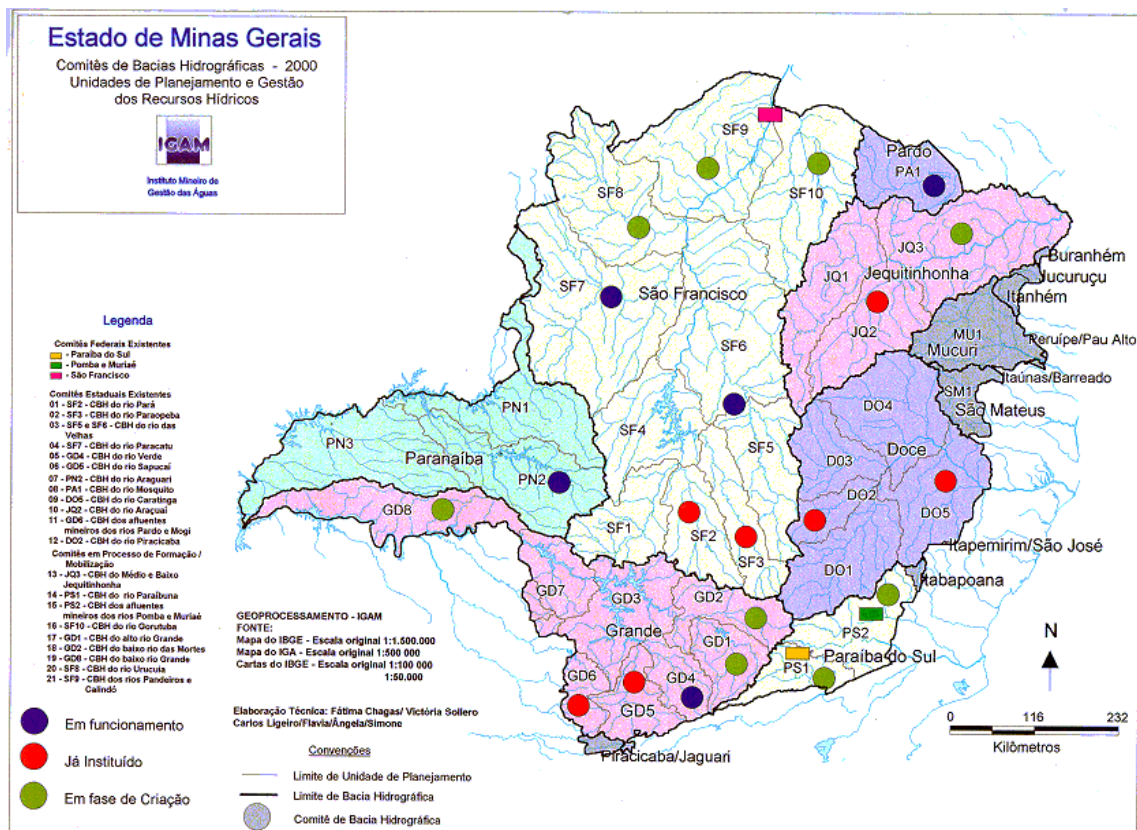 Estado de Minas Gerais
Comitês de Bacias Hidrográficas - 2000
Unidades de Planejamento e Gestão
dos Recursos Hídricos
IGAM
Instituto Mineiro de
Gestão das Águas
SF9
SF8
SF10
Pardo
PA1
JQ3
JQ1
Jequitinhonha
Buranhém
Jucuruçu
Itanhém
SF7
São Francisco
JQ2
MU1
Mucuri
Peruípe/Pau Alto
SF6
Itaúnas/Barreado
SM1
São Mateus
PN1
DO4
SF4
SF5
PN3
Paranaíba
D03
Doce
PN2
DO2
DO5
GD8
SF1
SF2
SF3
Itapemirim/São José
DO1
Itabapoana
GD7
GD3
GD2
Grande
GD1
PS2
Paraíba do Sul
PS1
GD6
GD4
GD5
Piracicaba/Jaguari
Legenda
Comitês Federais Existentes
- Paraíba do Sul
- Pomba e Muriaé
- São Francisco
Comitês Estaduais Existentes
01 - SF2 - CBH do rio Pará
02 - SF3 - CBH do rio Paraopeba
03 - SF5 e SF6 - CBH do rio das
Velhas
04 - SF7 - CBH do rio Paracatu
05 - GD4 - CBH do rio Verde
06 - GD5 - CBH do rio Sapucaí
07 - PN2 - CBH do rio Araguari
08 - PA1 - CBH do rio Mosquito
09 - DO5 - CBH do rio Caratinga
10 - JQ2 - CBH do rio Araçuaí
11 - GD6 - CBH dos afluentes
mineiros dos rios Pardo e Mogi
12 - DO2 - CBH do rio Piracicaba
Comitês em Processo de Formação /
Mobilização
13 - JQ3 - CBH do Médio e Baixo
Jequitinhonha
14 - PS1 - CBH do rio Paraibuna
15 - PS2 - CBH dos afluentes
mineiros dos rios Pomba e Muriaé
16 - SF10 - CBH do rio Gorutuba
17 - GD1 - CBH do alto rio Grande
18 - GD2 - CBH do baixo rio das Mortes
19 - GD8 - CBH do baixo rio Grande
20 - SF8 - CBH do rio Urucuia
21 - SF9 - CBH dos rios Pandeiros e
Calindó
Em funcionamento
Já Instituído
Em fase de Criação
GEOPROCESSAMENTO - IGAM
FONTE:
Mapa do IBGE - Escala original 1:1.500.000
Mapa do IGA - Escala original 1:500 000
Cartas do IBGE - Escala original 1:100 000
1:50.000
Elaboração Técnica: Fátima Chagas/ Victória Sollero
Carlos Ligeiro/Flavia/Ângela/Simone
Convenções
Limite de Unidade de Planejamento
Limite de Bacia Hidrográfica
Comitê de Bacia Hidrográfica
N
0 116 232
Kilômetros